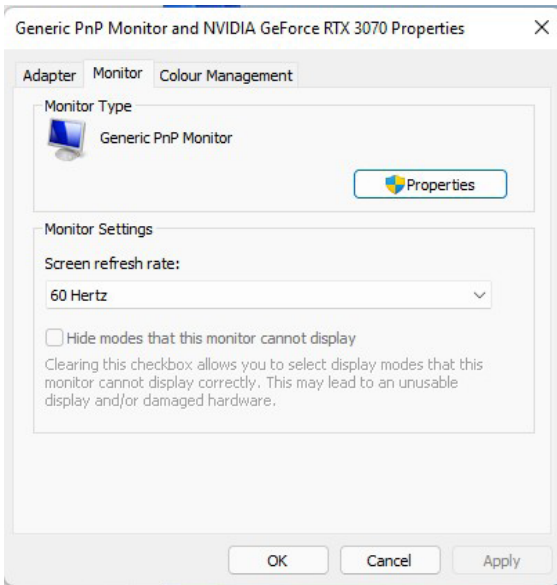 Generic PnP Monitor and NVIDIA GeForce RTX 3070 Properties
Adapter Monitor Colour Management
Monitor Type
Generic PnP Monitor
Properties
Monitor Settings
Screen refresh rate:
60 Hertz
Hide modes that this monitor cannot display
Clearing this checkbox allows you to select display modes that this
monitor cannot display correctly. This may lead to an unusable
display and/or damaged hardware.
OK Cancel Apply